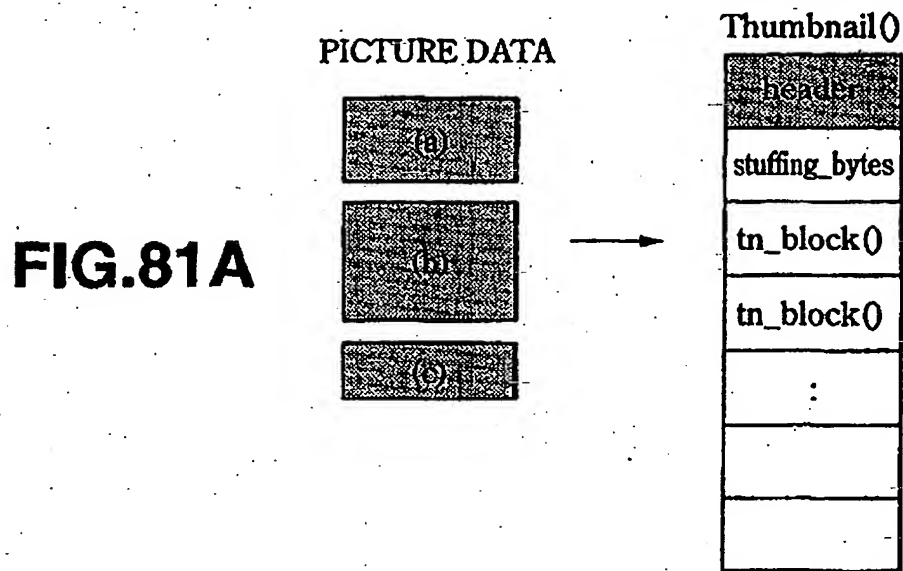 FIG.81A
PICTURE DATA
(a)
(b)
(c)
Thumbnail()
header
stuffing_bytes
tn_block()
tn_block()
: